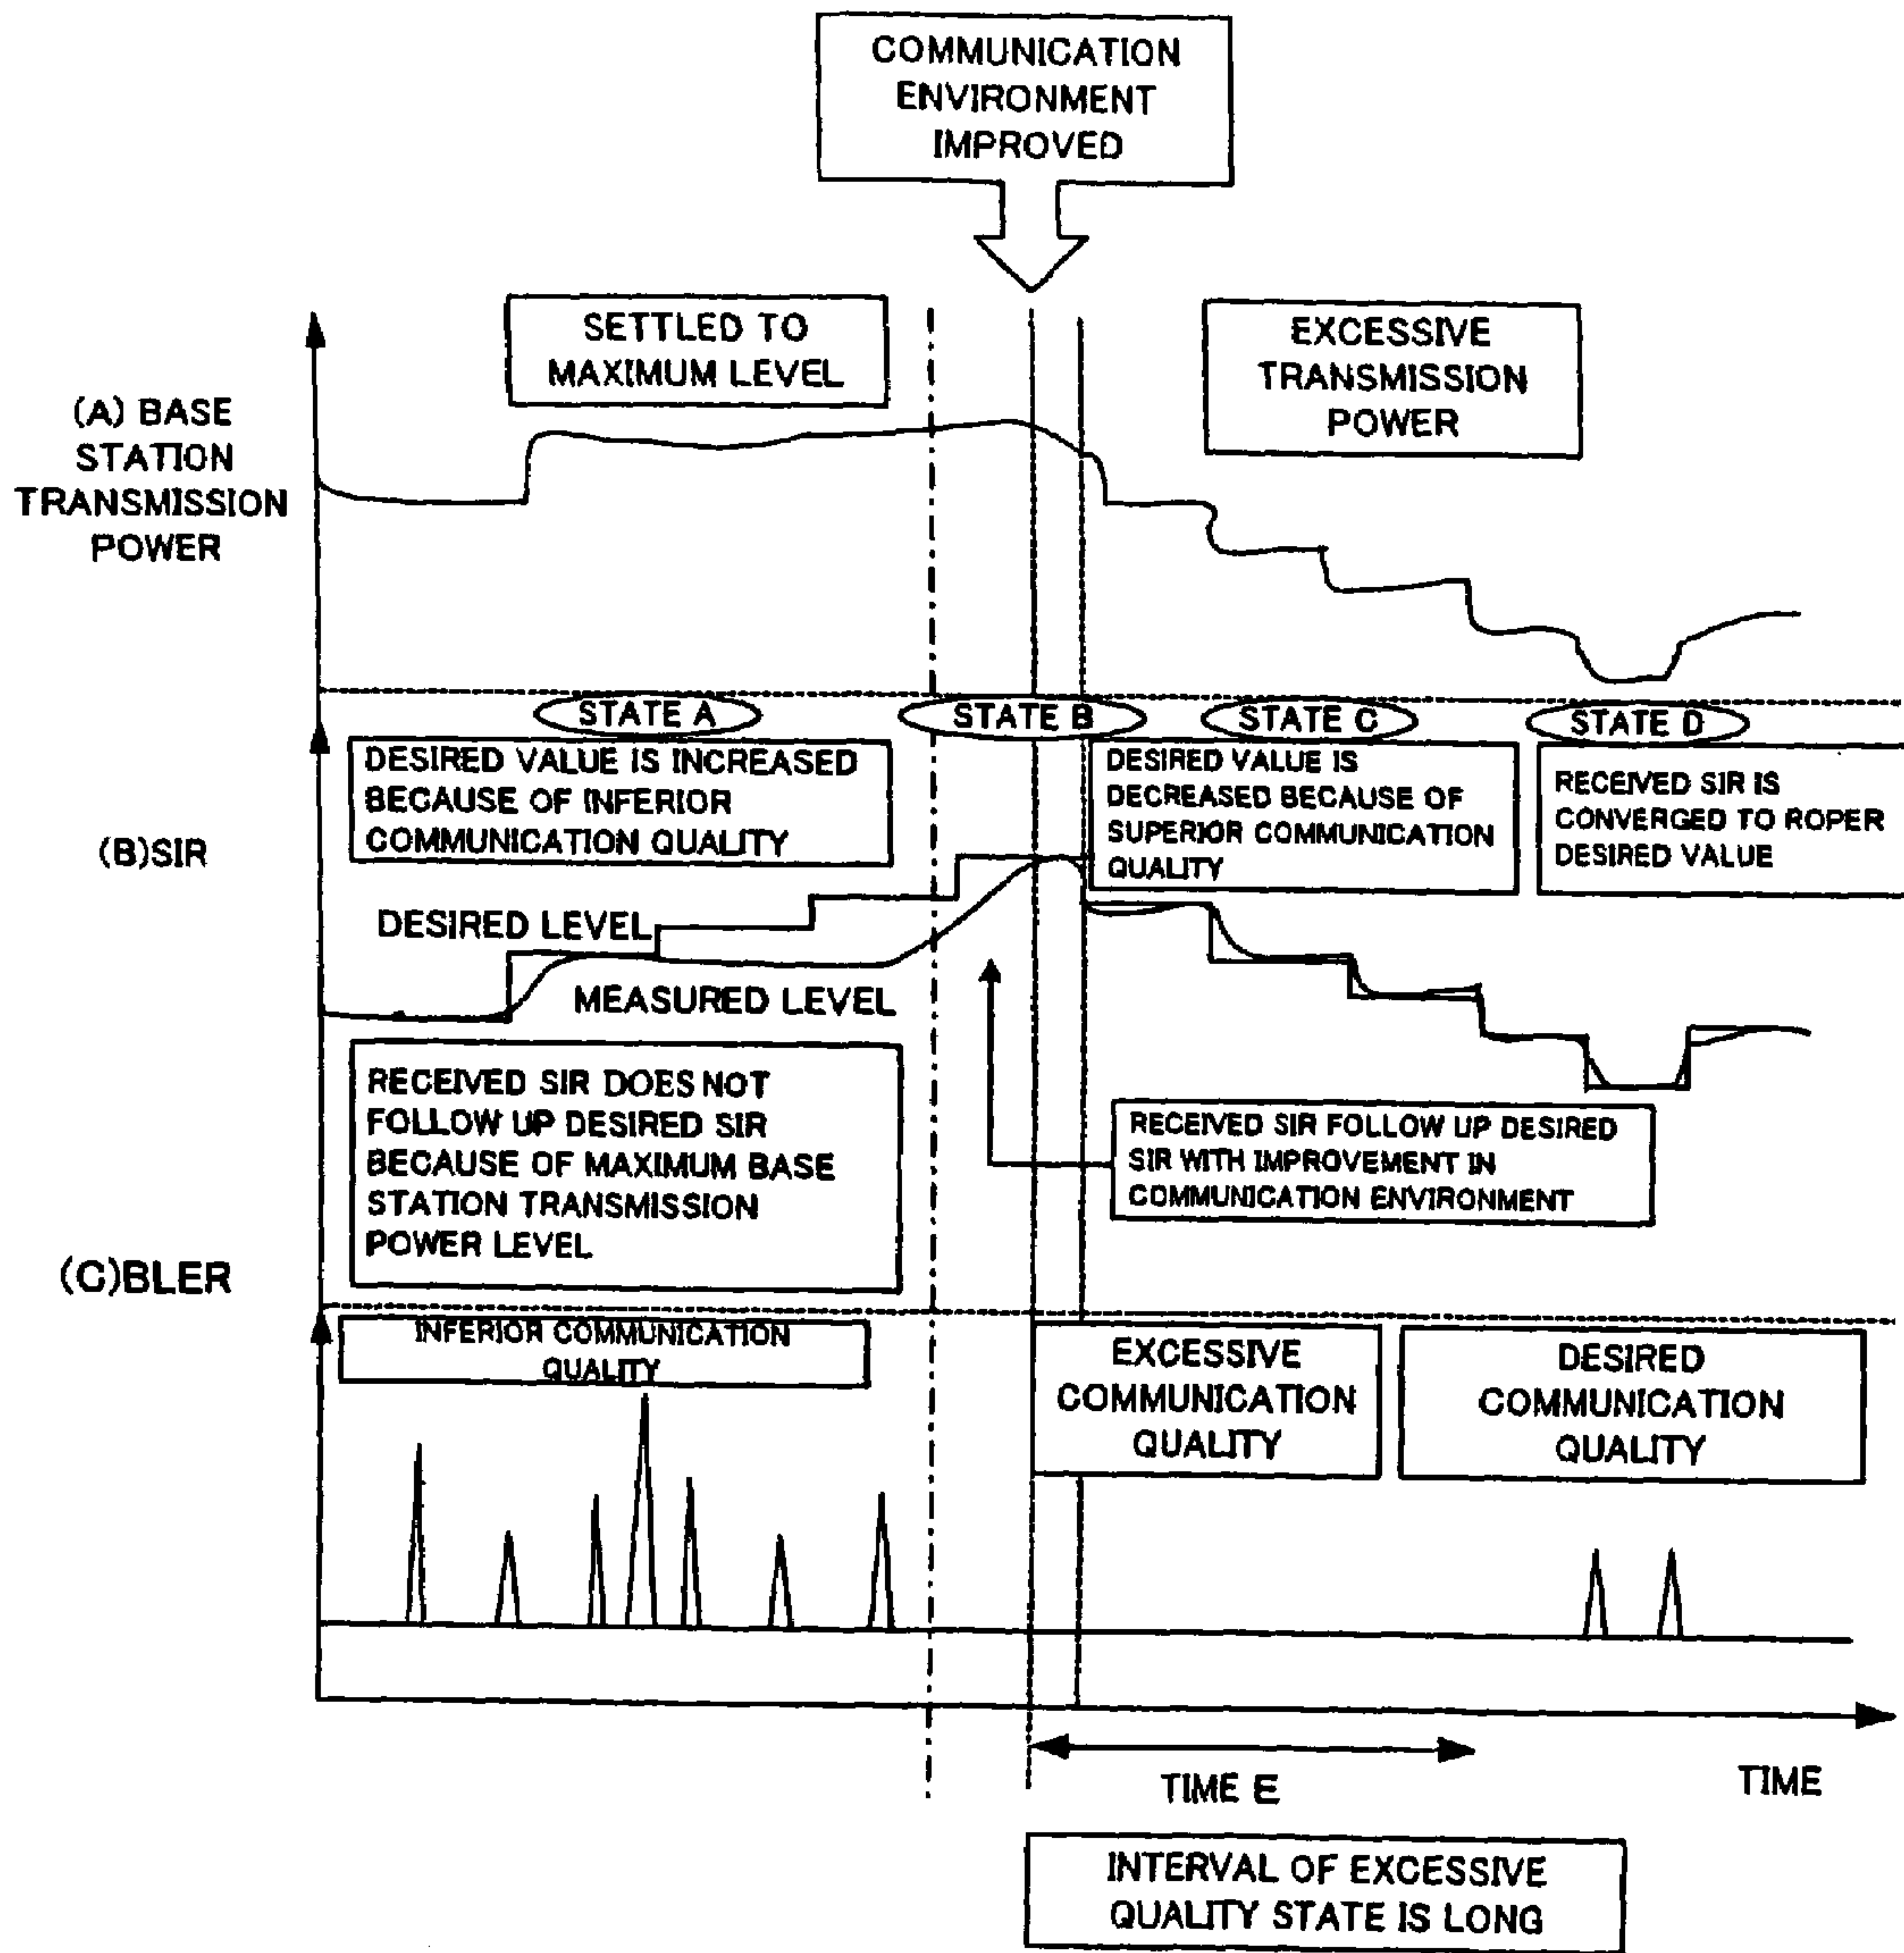 COMMUNICATION
ENVIRONMENT
IMPROVED
SETTLED TO
MAXIMUM LEVEL
EXCESSIVE
TRANSMISSION
POWER
(A) BASE
STATION
TRANSMISSION
POWER
STATE A
STATE B
STATE C
STATE D
DESIRED VALUE IS INCREASED
BECAUSE OF INFERIOR
COMMUNICATION QUALITY
DESIRED VALUE IS
DECREASED BECAUSE OF
SUPERIOR COMMUNICATION
QUALITY
RECEIVED SIR IS
CONVERGED TO ROPER
DESIRED VALUE
(B)SIR
DESIRED LEVEL
MEASURED LEVEL
RECEIVED SIR DOES NOT
FOLLOW UP DESIRED SIR
BECAUSE OF MAXIMUM BASE
STATION TRANSMISSION
POWER LEVEL
RECEIVED SIR FOLLOW UP DESIRED
SIR WITH IMPROVEMENT IN
COMMUNICATION ENVIRONMENT
(C)BLER
INFERIOR COMMUNICATION
QUALITY
EXCESSIVE
COMMUNICATION
QUALITY
DESIRED
COMMUNICATION
QUALITY
TIME E
TIME
INTERVAL OF EXCESSIVE
QUALITY STATE IS LONG